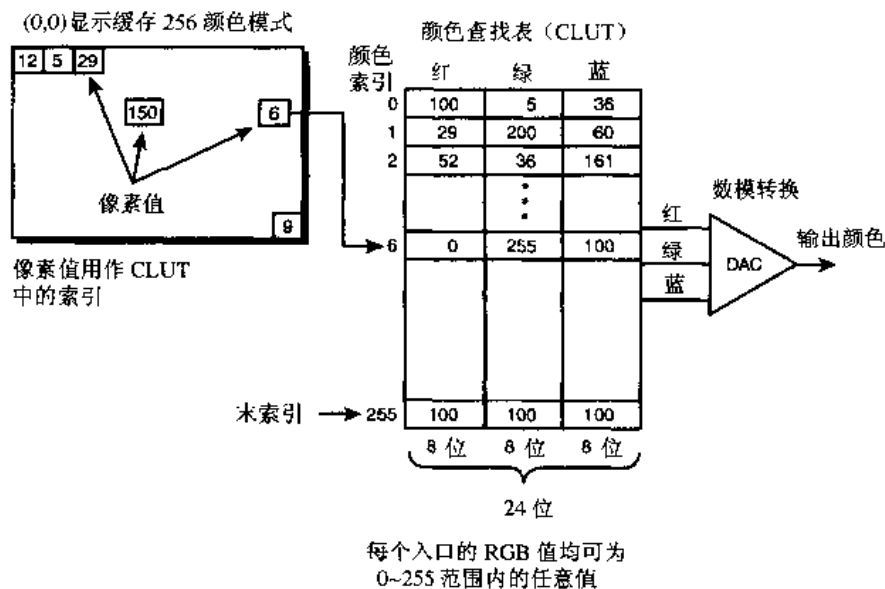 (0,0)显示缓存 256 颜色模式
12 5 29
150
6
像素值
9
像素值用作 CLUT
中的索引
颜色查找表（CLUT）
颜色
索引
红 绿 蓝
0 100 5 36
1 29 200 60
2 52 36 161
6 0 255 100
末索引 255 100 100 100
8 位 8 位 8 位
24 位
每个入口的 RGB 值均可为
0~255 范围内的任意值
数模转换
红
绿
蓝
DAC
输出颜色